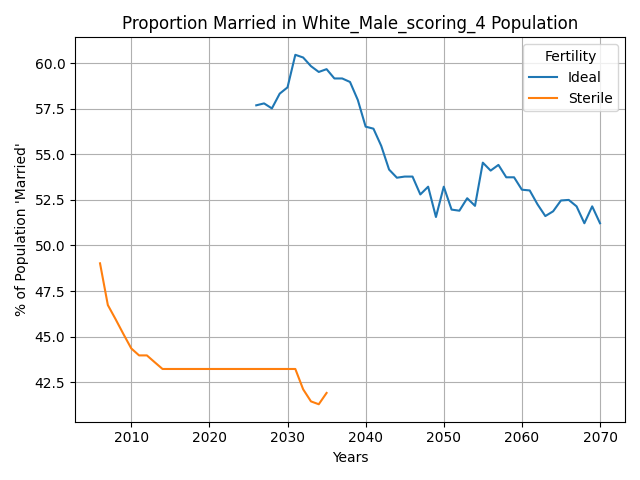 Proportion Married in White_Male_scoring_4 Population
Fertility
Ideal
Sterile
% of Population 'Married'
60.0
57.5
55.0
52.5
50.0
47.5
45.0
42.5
2010 2020 2030 2040 2050 2060 2070
Years